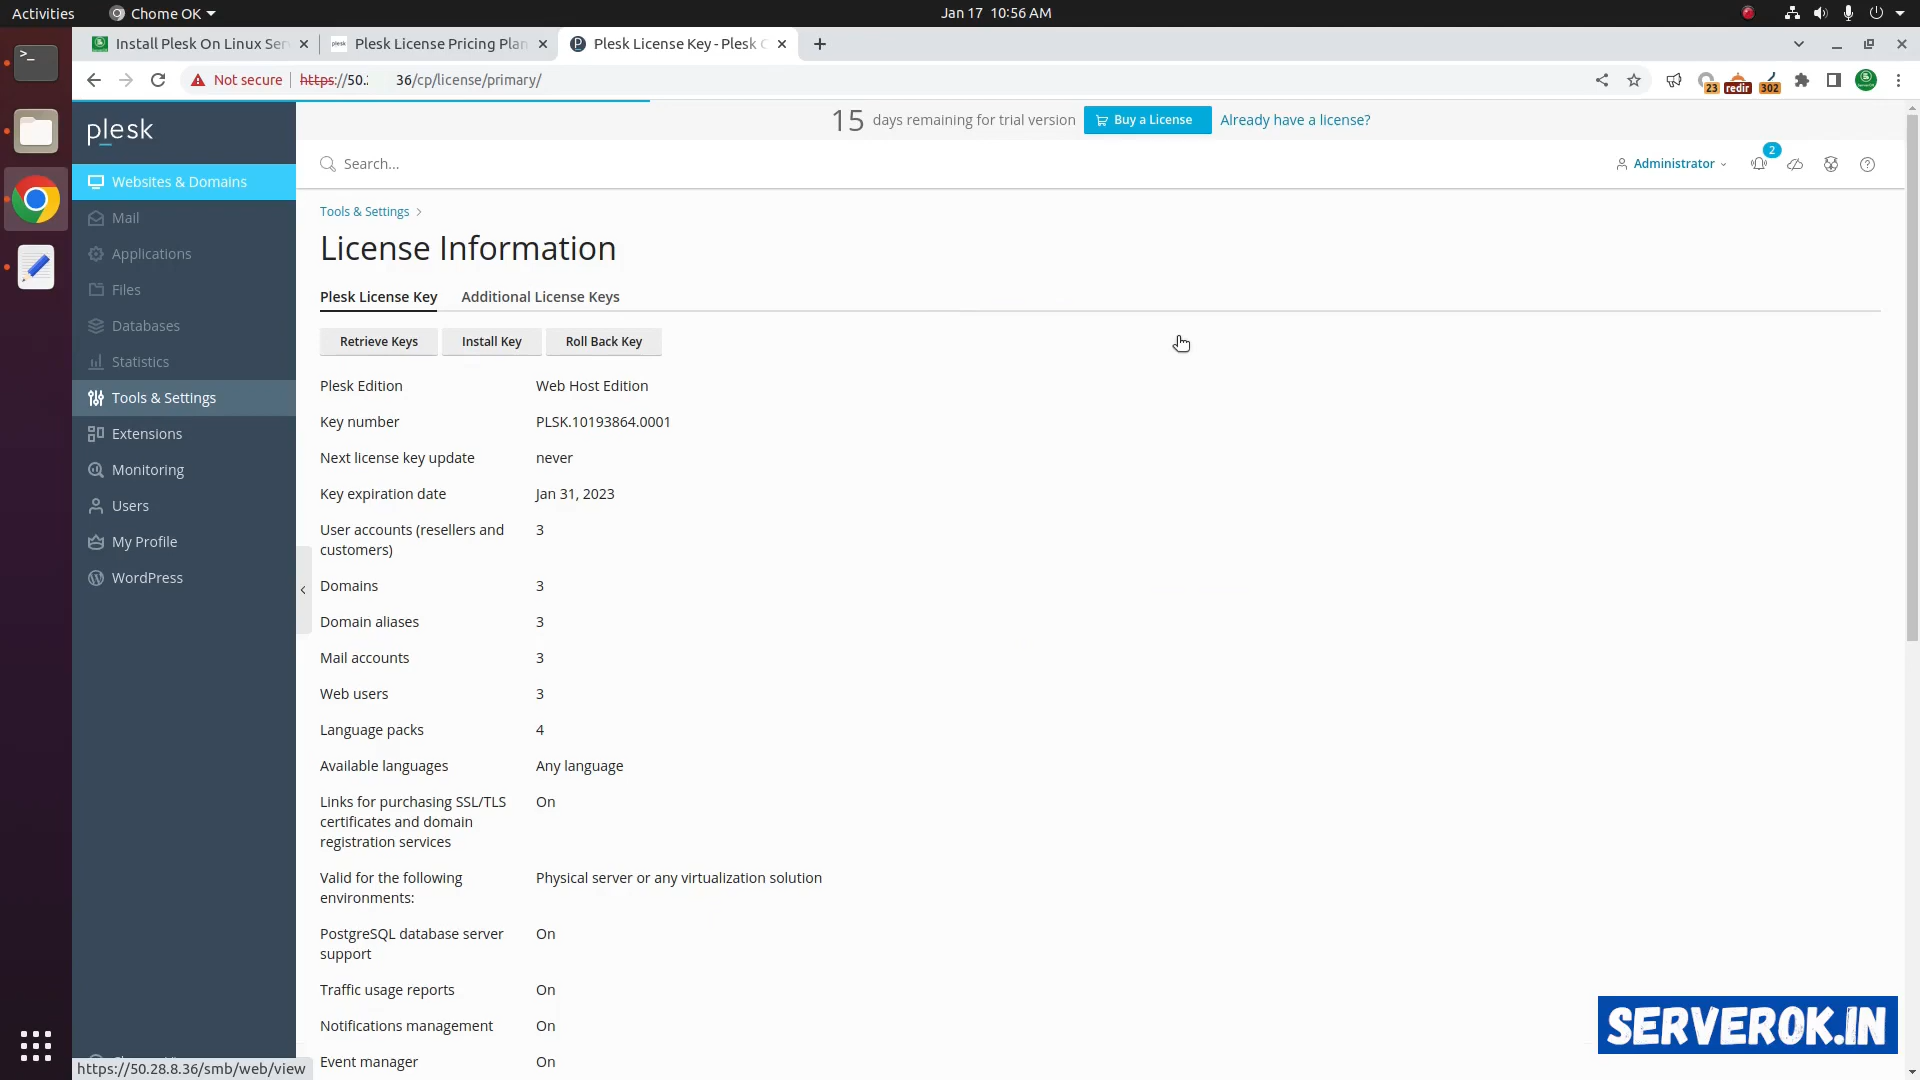 Activities
Chome OK
Jan 17 10:56 AM
Install Plesk On Linux Ser
Plesk License Pricing Plan
Plesk License Key - Plesk
Not secure
https://50.
36/cp/license/primary/
23
redir
302
plesk
15 days remaining for trial version
Buy a License
Already have a license?
Search...
Administrator
2
Websites & Domains
Mail
Applications
Files
Databases
Statistics
Tools & Settings
Extensions
Monitoring
Users
My Profile
WordPress
Tools & Settings >
License Information
Plesk License Key
Additional License Keys
Retrieve Keys
Install Key
Roll Back Key
Plesk Edition Web Host Edition
Key number PLSK.10193864.0001
Next license key update never
Key expiration date Jan 31, 2023
User accounts (resellers and 3
customers)
Domains 3
Domain aliases 3
Mail accounts 3
Web users 3
Language packs 4
Available languages Any language
Links for purchasing SSL/TLS On
certificates and domain
registration services
Valid for the following Physical server or any virtualization solution
environments:
PostgreSQL database server On
support
Traffic usage reports On
Notifications management On
Event manager On
https://50.28.8.36/smb/web/view
SERVEROK.IN